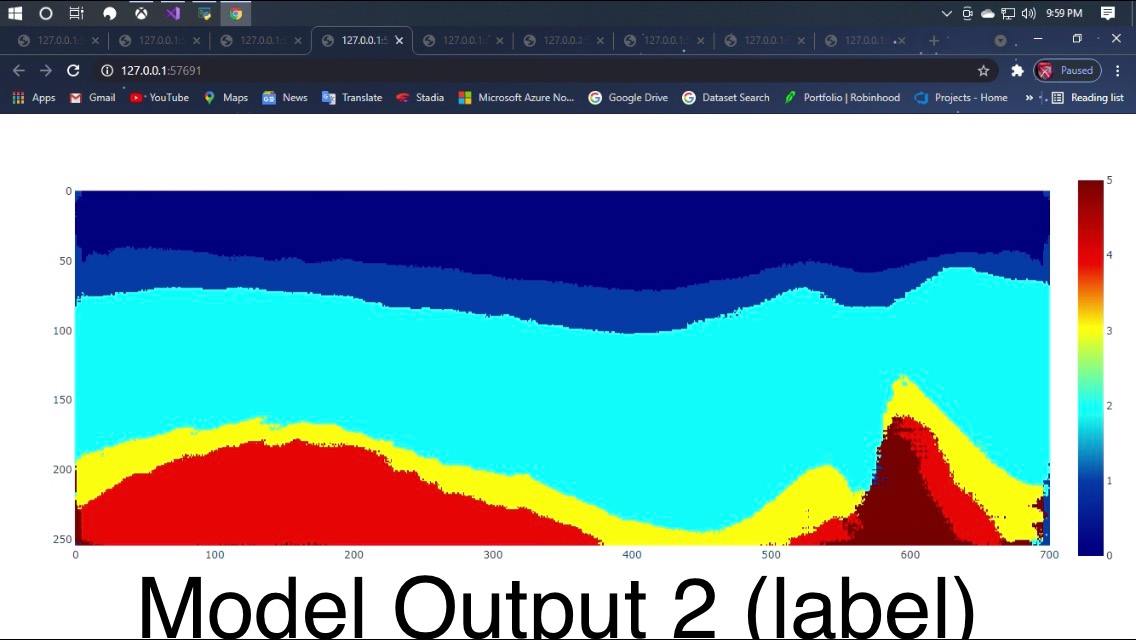 9:59 PM
127.0.0.1: 127.0.0.1: 127.0.0.1: 127.0.0.1: 127.0.0.1: 127.0.0.1: 127.0.0.1: 127.0.0.1: 127.0.0.1:
127.0.0.1:57691 Paused
Apps Gmail YouTube Maps News Translate Stadia Microsoft Azure No... Google Drive Dataset Search Portfolio | Robinhood Projects - Home » Reading list
0
50
100
150
200
250
0 100 200 300 400 500 600 700
5
4
3
2
1
0
Model Output 2 (label)